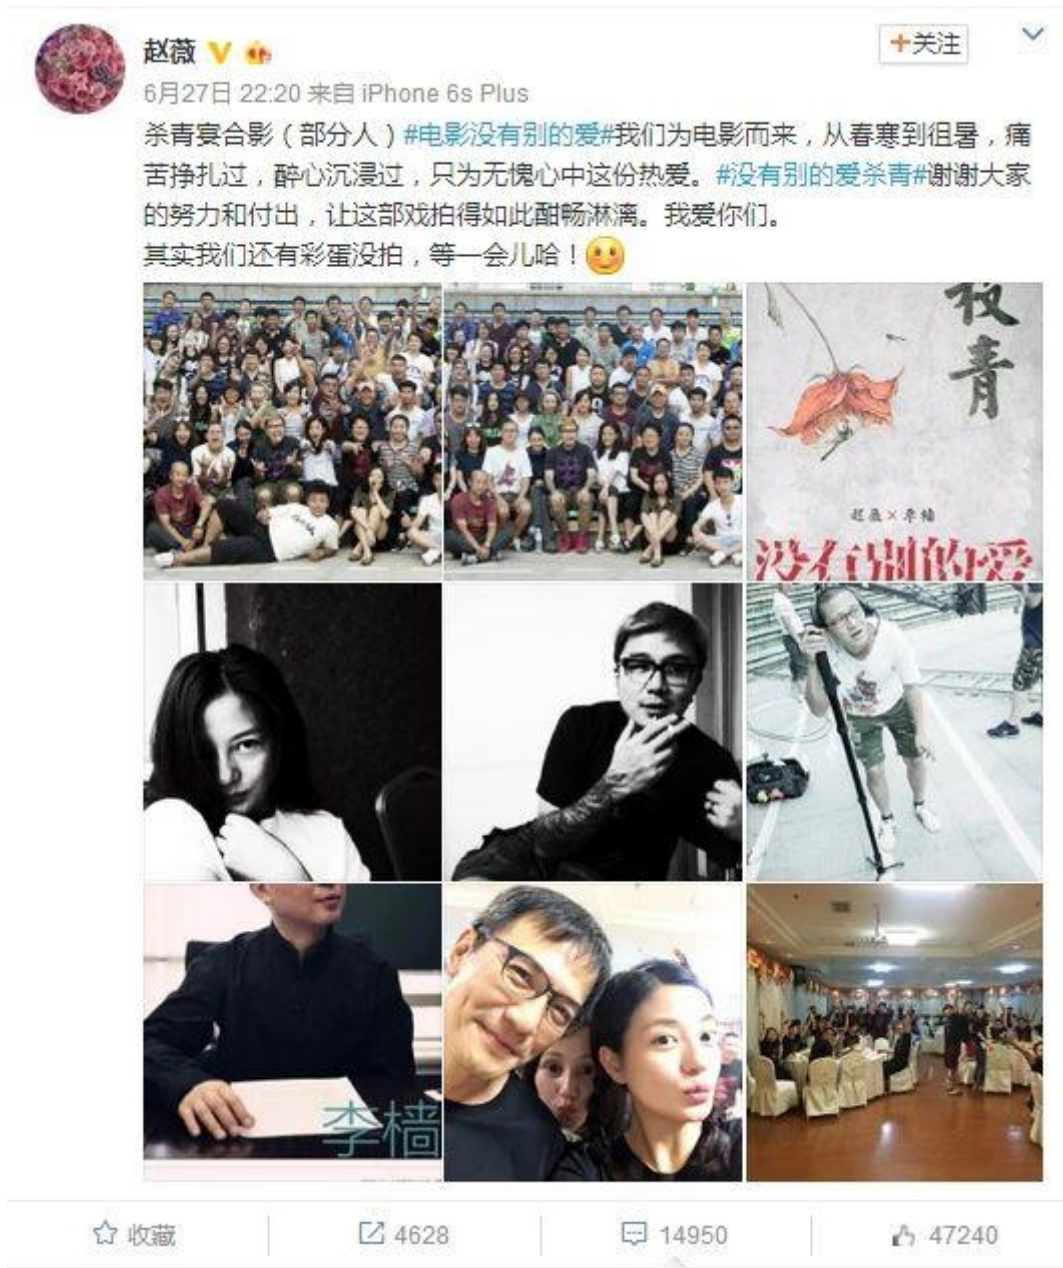 赵薇
+关注
6月27日 22:20 来自 iPhone 6s Plus
杀青宴合影（部分人）#电影没有别的爱#我们为电影而来，从春寒到徂暑，痛
苦挣扎过，醉心沉浸过，只为无愧心中这份热爱。#没有别的爱杀青#谢谢大家
的努力和付出，让这部戏拍得如此酣畅淋漓。我爱你们。
其实我们还有彩蛋没拍，等一会儿哈！
青
赵薇×李樯
没有别的爱
李樯
收藏
4628
14950
47240